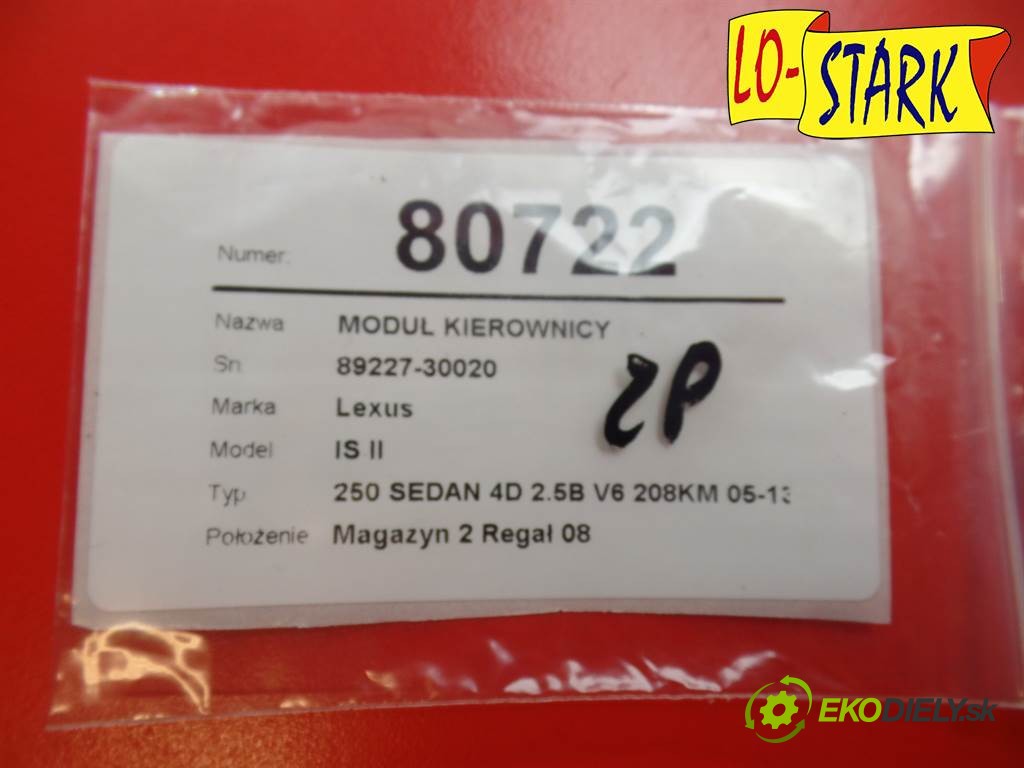 LO-STARK
Numer. 80722
Nazwa MODUŁ KIEROWNICY
Sn 89227-30020
Marka Lexus
Model IS II
Typ 250 SEDAN 4D 2.5B V6 208KM 05-13
Położenie Magazyn 2 Regał 08
ZP
EKODIELY.sk